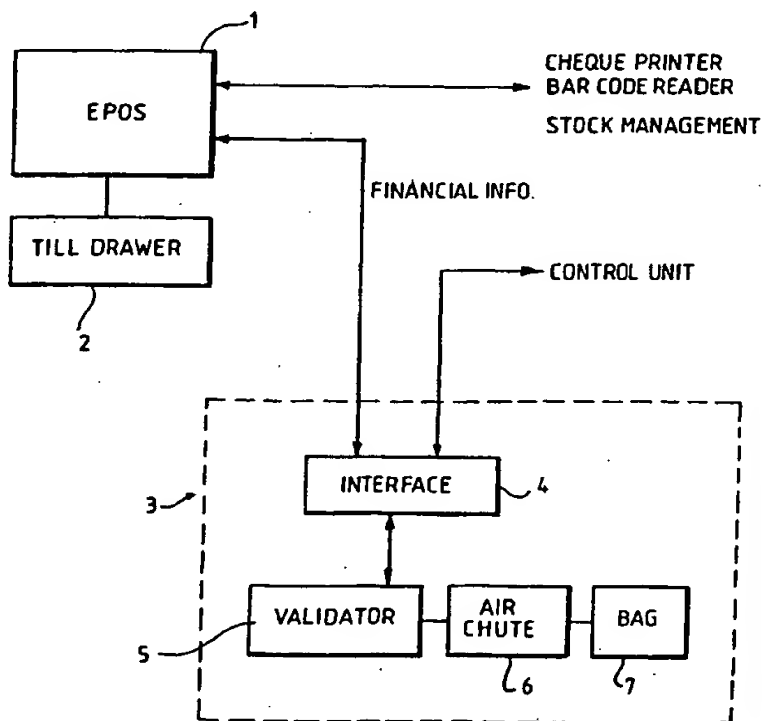 1
EPOS
CHEQUE PRINTER
BAR CODE READER
STOCK MANAGEMENT
FINANCIAL INFO.
TILL DRAWER
2
CONTROL UNIT
3
INTERFACE
4
VALIDATOR
5
AIR
CHUTE
6
BAG
7